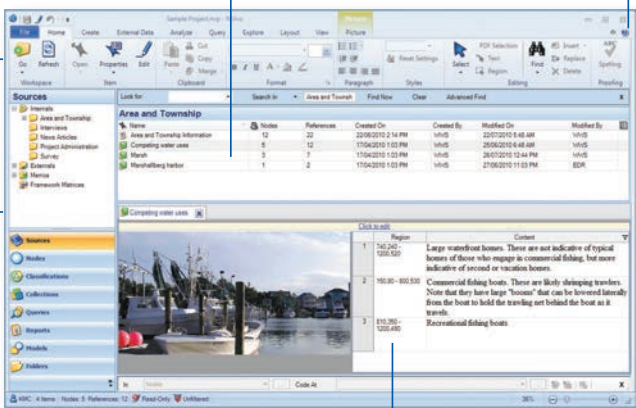 Sample Project.nvp - NVivo
Picture
File Home Create External Data Analyze Query Explore Layout View Picture
Go Refresh Open Properties Edit Paste Cut Copy Merge
B I U A
Reset Settings
Select PDF Selection Text Region Find Insert Replace Delete Spelling
Workspace Item Clipboard Format Paragraph Styles Editing Proofing
Sources
Look for: Search In Area and Townsh Find Now Clear Advanced Find X
Internals
Area and Township
Interviews
News Articles
Project Administration
Survey
Externals
Memos
Framework Matrices
Area and Township
Name Nodes References Created On Created By Modified On Modified By
Area and Township Information 12 22 22/06/2010 2:14 PM WWS 22/07/2010 5:48 AM WWS
Competing water uses 5 12 17/04/2010 1:03 PM WWS 25/06/2010 6:48 AM WWS
Marsh 3 7 17/04/2010 1:03 PM WWS 26/07/2010 12:44 PM WWS
Marshallberg harbor 1 2 17/04/2010 1:03 PM WWS 27/06/2010 11:03 PM EDR
Competing water uses
Click to edit
Region Content
1 740,240 - 1200,520 Large waterfront homes. These are not indicative of typical
homes of those who engage in commercial fishing, but more
indicative of second or vacation homes.
2 150,80 - 800,530 Commercial fishing boats. These are likely shrimping trawlers.
Note that they have large "booms" that can be lowered laterally
from the boat to hold the trawling net behind the boat as it
travels.
3 810,350 - 1200,480 Recreational fishing boats
Sources
Nodes
Classifications
Collections
Queries
Reports
Models
Folders
In Nodes Code At X
KMC 4 Items Nodes: 5 References: 12 Read-Only Unfiltered 36%